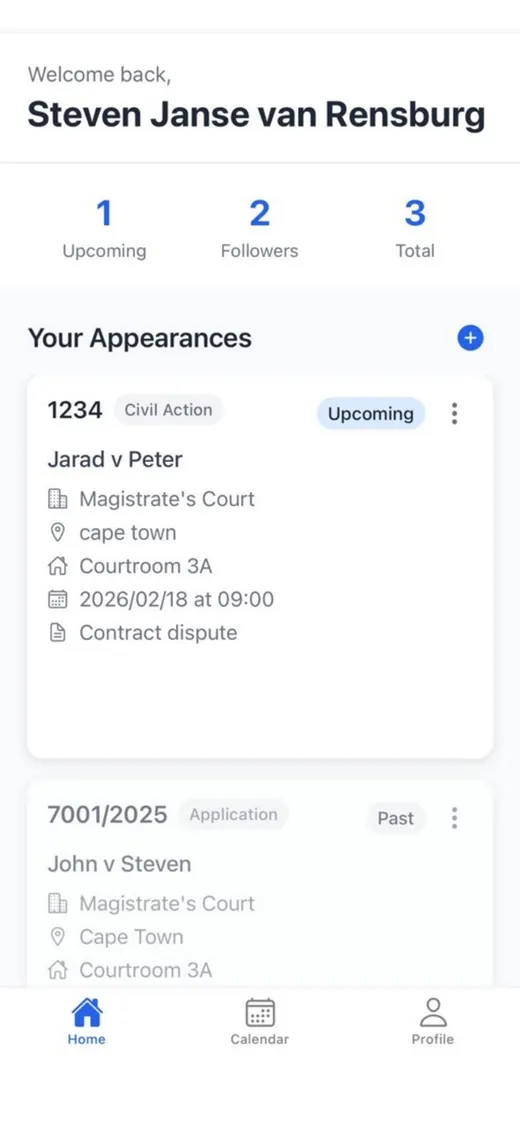 Welcome back,
Steven Janse van Rensburg
1 2 3
Upcoming Followers Total
Your Appearances
1234 Civil Action Upcoming
Jarad v Peter
Magistrate's Court
cape town
Courtroom 3A
2026/02/18 at 09:00
Contract dispute
7001/2025 Application Past
John v Steven
Magistrate's Court
Cape Town
Courtroom 3A
Home Calendar Profile